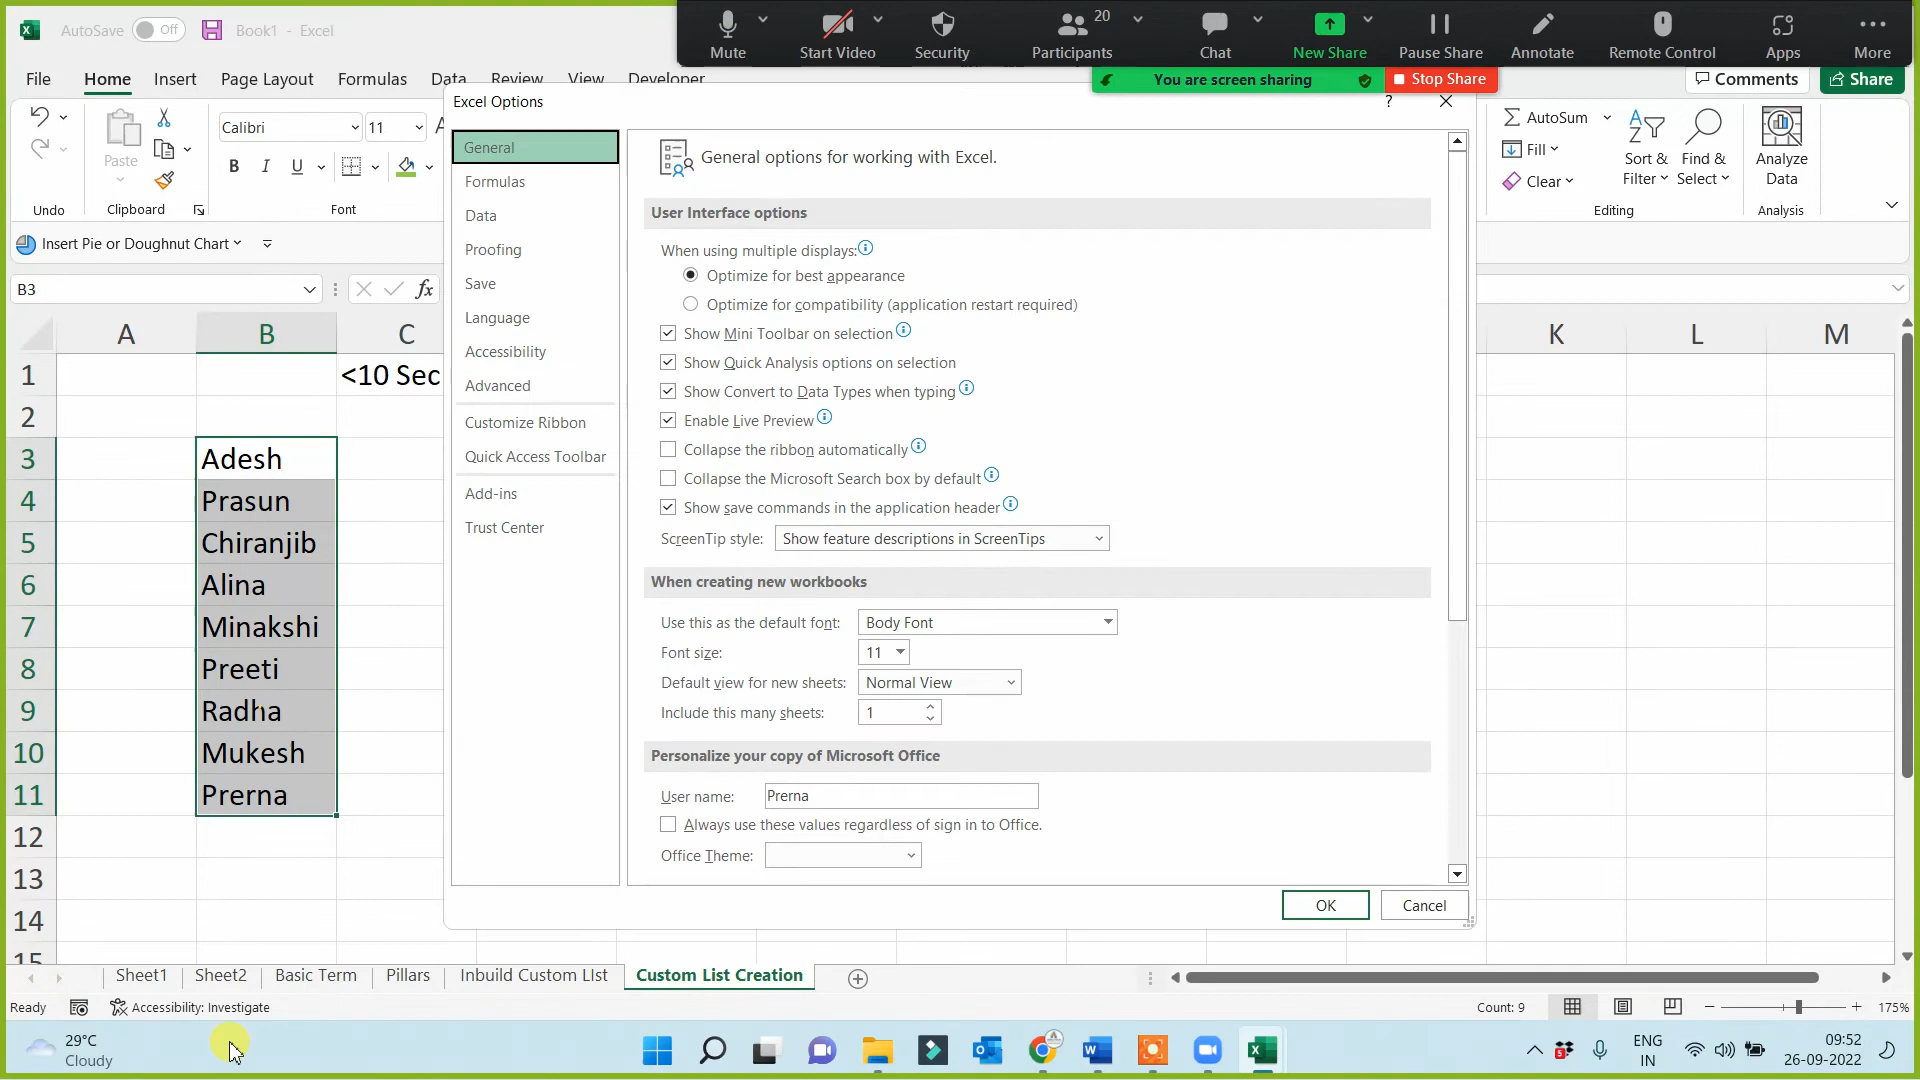 AutoSave Off Book1 - Excel
Mute Start Video Security Participants 20 Chat New Share Pause Share Annotate Remote Control Apps More
You are screen sharing Stop Share
File Home Insert Page Layout Formulas Data Review View Developer Comments Share
Undo
Paste
Clipboard
Calibri 11
B I U
Font
AutoSum
Fill
Clear
Sort & Filter
Find & Select
Editing
Analyze Data
Analysis
Insert Pie or Doughnut Chart
B3 fx
A B C K L M
1 <10 Sec
2
3 Adesh
4 Prasun
5 Chiranjib
6 Alina
7 Minakshi
8 Preeti
9 Radha
10 Mukesh
11 Prerna
12
13
14
15
Excel Options ?
General
Formulas
Data
Proofing
Save
Language
Accessibility
Advanced
Customize Ribbon
Quick Access Toolbar
Add-ins
Trust Center
General options for working with Excel.
User Interface options
When using multiple displays:
Optimize for best appearance
Optimize for compatibility (application restart required)
Show Mini Toolbar on selection
Show Quick Analysis options on selection
Show Convert to Data Types when typing
Enable Live Preview
Collapse the ribbon automatically
Collapse the Microsoft Search box by default
Show save commands in the application header
ScreenTip style: Show feature descriptions in ScreenTips
When creating new workbooks
Use this as the default font: Body Font
Font size: 11
Default view for new sheets: Normal View
Include this many sheets: 1
Personalize your copy of Microsoft Office
User name: Prerna
Always use these values regardless of sign in to Office.
Office Theme:
OK Cancel
Sheet1 Sheet2 Basic Term Pillars Inbuild Custom LIst Custom List Creation
Ready Accessibility: Investigate Count: 9 175%
29°C
Cloudy
ENG
IN
09:52
26-09-2022